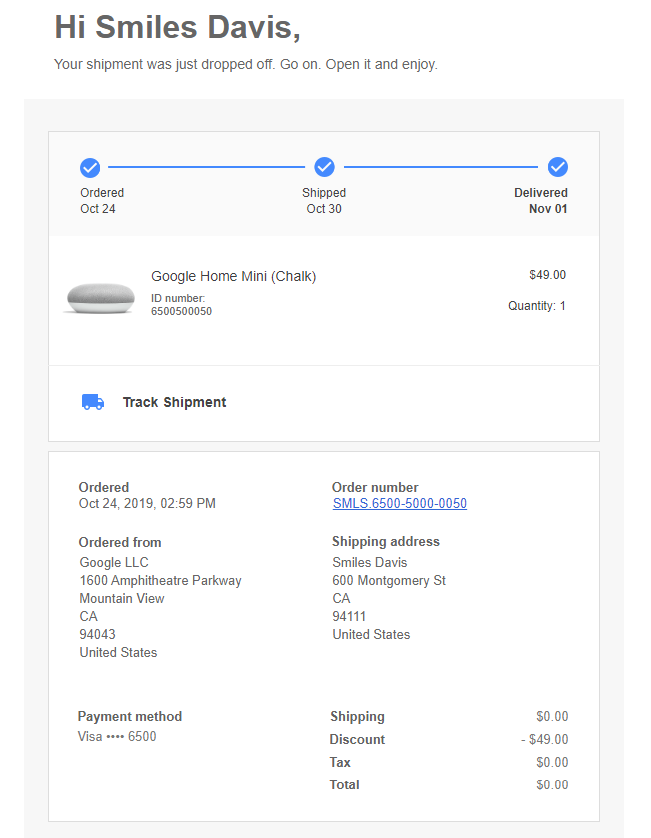 Hi Smiles Davis,
Your shipment was just dropped off. Go on. Open it and enjoy.
Ordered
Oct 24
Shipped
Oct 30
Delivered
Nov 01
Google Home Mini (Chalk)
$49.00
ID number:
6500500050
Quantity: 1
Track Shipment
Ordered
Oct 24, 2019, 02:59 PM
Order number
SMLS.6500-5000-0050
Ordered from
Google LLC
1600 Amphitheatre Parkway
Mountain View
CA
94043
United States
Shipping address
Smiles Davis
600 Montgomery St
CA
94111
United States
Payment method
Visa •••• 6500
Shipping $0.00
Discount - $49.00
Tax $0.00
Total $0.00